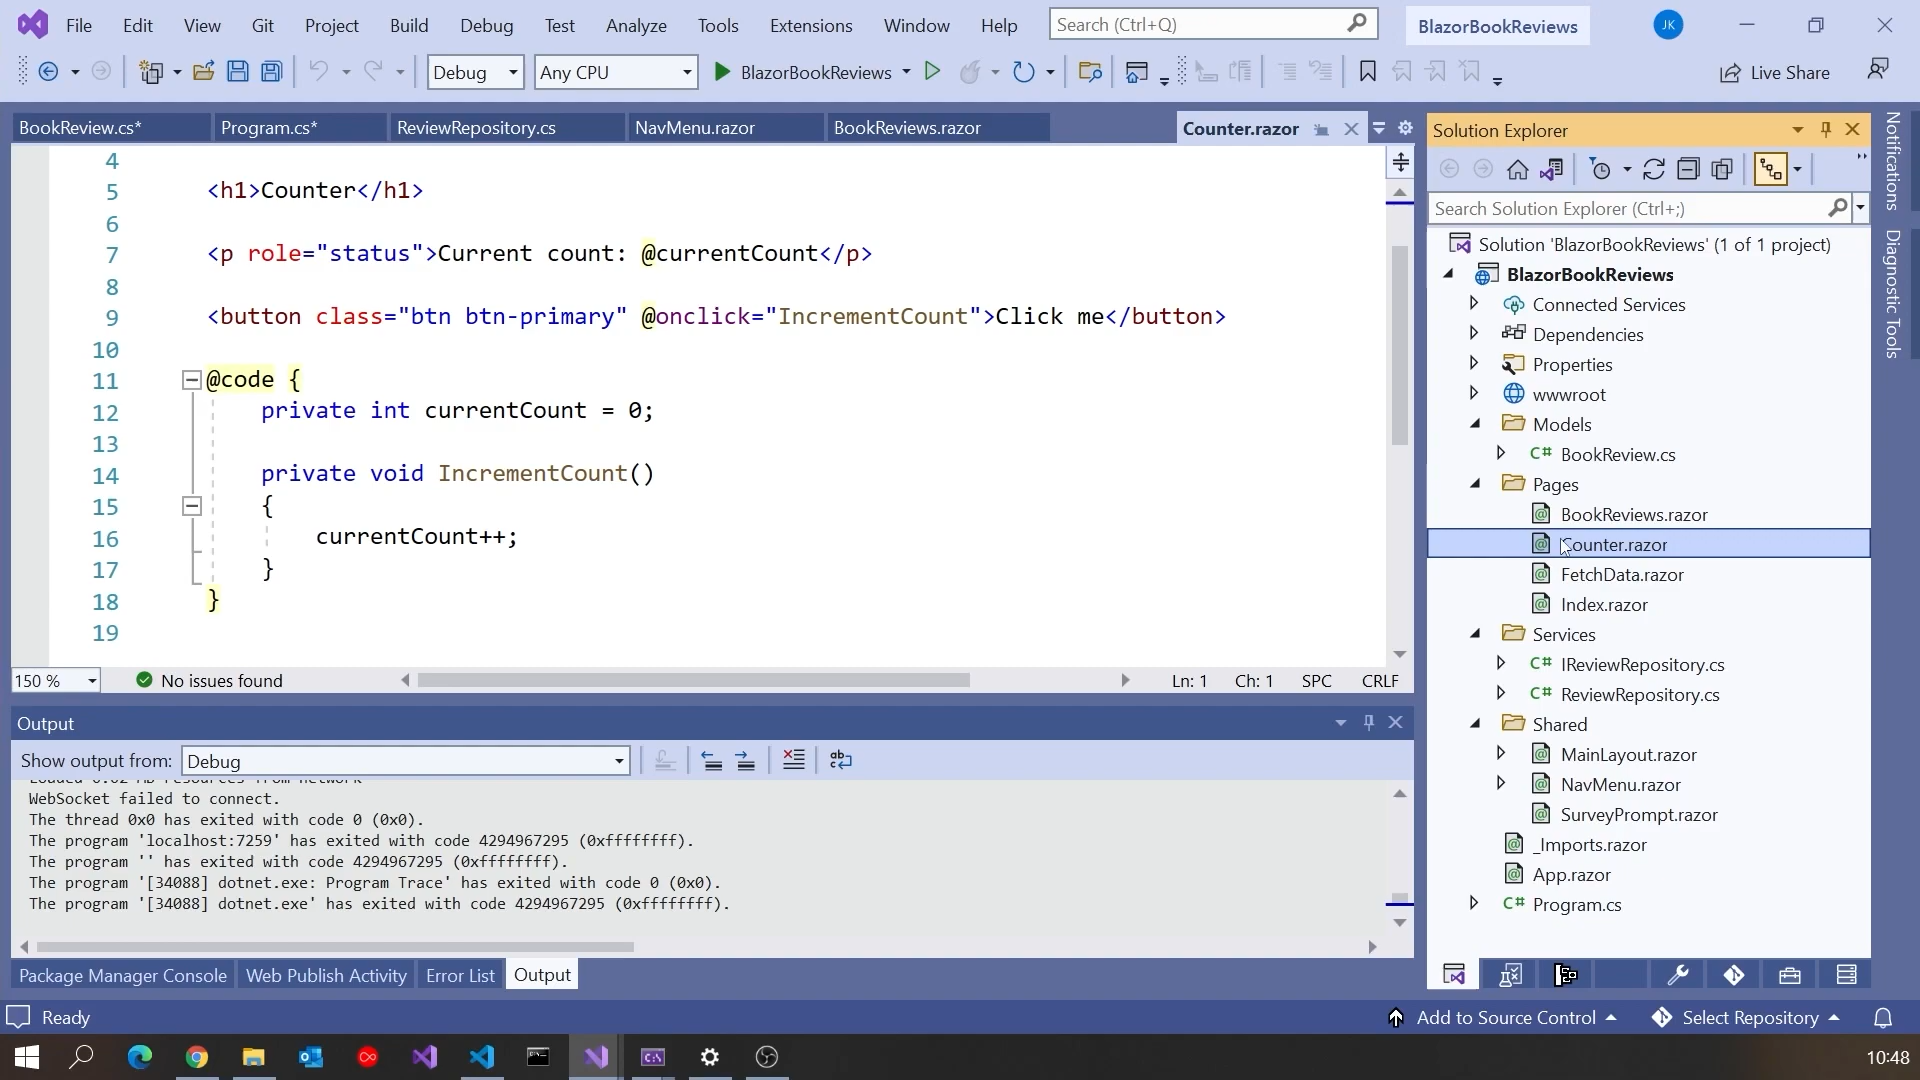 File Edit View Git Project Build Debug Test Analyze Tools Extensions Window Help Search (Ctrl+Q) BlazorBookReviews JK
Debug Any CPU BlazorBookReviews Live Share
BookReview.cs* Program.cs* ReviewRepository.cs NavMenu.razor BookReviews.razor Counter.razor
4
5 <h1>Counter</h1>
6
7 <p role="status">Current count: @currentCount</p>
8
9 <button class="btn btn-primary" @onclick="IncrementCount">Click me</button>
10
11 @code {
12 private int currentCount = 0;
13
14 private void IncrementCount()
15 {
16 currentCount++;
17 }
18 }
19
150 % No issues found Ln: 1 Ch: 1 SPC CRLF
Output
Show output from: Debug
Loaded 6.62 MB resources from network
WebSocket failed to connect.
The thread 0x0 has exited with code 0 (0x0).
The program 'localhost:7259' has exited with code 4294967295 (0xffffffff).
The program '' has exited with code 4294967295 (0xffffffff).
The program '[34088] dotnet.exe: Program Trace' has exited with code 0 (0x0).
The program '[34088] dotnet.exe' has exited with code 4294967295 (0xffffffff).
Package Manager Console Web Publish Activity Error List Output
Solution Explorer
Search Solution Explorer (Ctrl+;)
Solution 'BlazorBookReviews' (1 of 1 project)
BlazorBookReviews
Connected Services
Dependencies
Properties
wwwroot
Models
C# BookReview.cs
Pages
BookReviews.razor
Counter.razor
FetchData.razor
Index.razor
Services
C# IReviewRepository.cs
C# ReviewRepository.cs
Shared
MainLayout.razor
NavMenu.razor
SurveyPrompt.razor
_Imports.razor
App.razor
C# Program.cs
Notifications
Diagnostic Tools
Ready Add to Source Control Select Repository
10:48